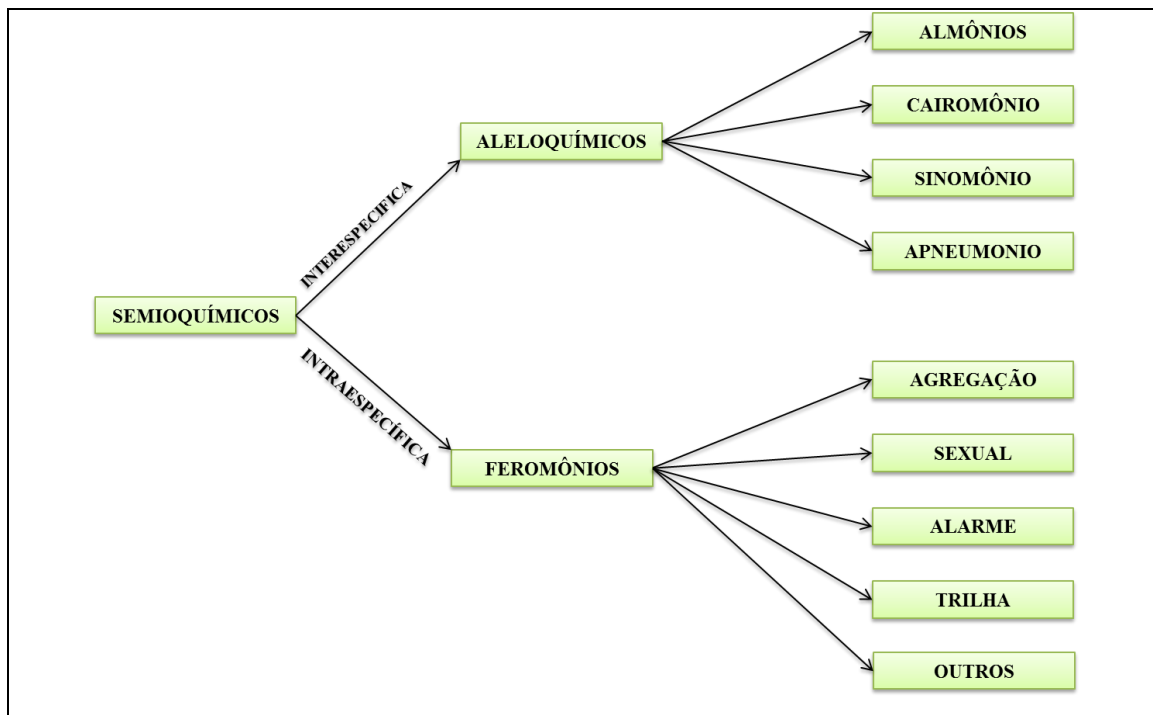 ALMÔNIOS
CAIROMÔNIO
ALELOQUÍMICOS
SINOMÔNIO
INTERESPECIFICA
APNEUMONIO
SEMIOQUÍMICOS
INTRAESPECÍFICA
AGREGAÇÃO
SEXUAL
FEROMÔNIOS
ALARME
TRILHA
OUTROS